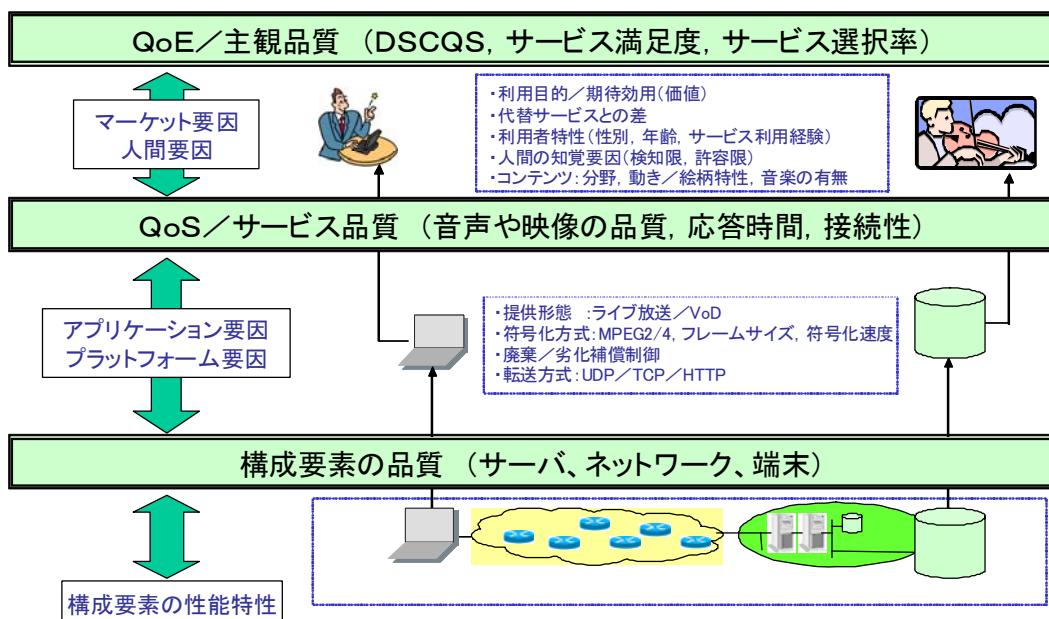 QoE/主観品質 (DSCQS, サービス満足度, サービス選択率)
マーケット要因
人間要因
・利用目的/期待効用(価値)
・代替サービスとの差
・利用者特性(性別, 年齢, サービス利用経験)
・人間の知覚要因(検知限, 許容限)
・コンテンツ:分野, 動き/絵柄特性, 音楽の有無
QoS/サービス品質 (音声や映像の品質, 応答時間, 接続性)
アプリケーション要因
プラットフォーム要因
・提供形態 :ライブ放送/VoD
・符号化方式:MPEG2/4, フレームサイズ, 符号化速度
・廃棄/劣化補償制御
・転送方式:UDP/TCP/HTTP
構成要素の品質 (サーバ、ネットワーク、端末)
構成要素の性能特性